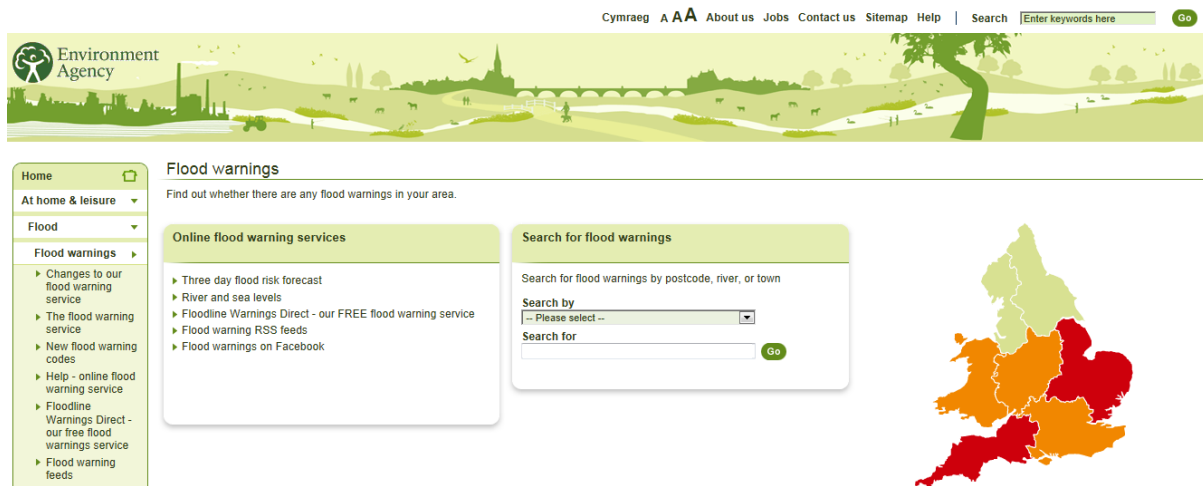 Cymraeg A A A About us Jobs Contact us Sitemap Help | Search Enter keywords here Go
Environment
Agency
Home
At home & leisure
Flood
Flood warnings
Changes to our
flood warning
service
The flood warning
service
New flood warning
codes
Help - online flood
warning service
Floodline
Warnings Direct -
our free flood
warnings service
Flood warning
feeds
Flood warnings
Find out whether there are any flood warnings in your area.
Online flood warning services
Three day flood risk forecast
River and sea levels
Floodline Warnings Direct - our FREE flood warning service
Flood warning RSS feeds
Flood warnings on Facebook
Search for flood warnings
Search for flood warnings by postcode, river, or town
Search by
-- Please select --
Search for
Go